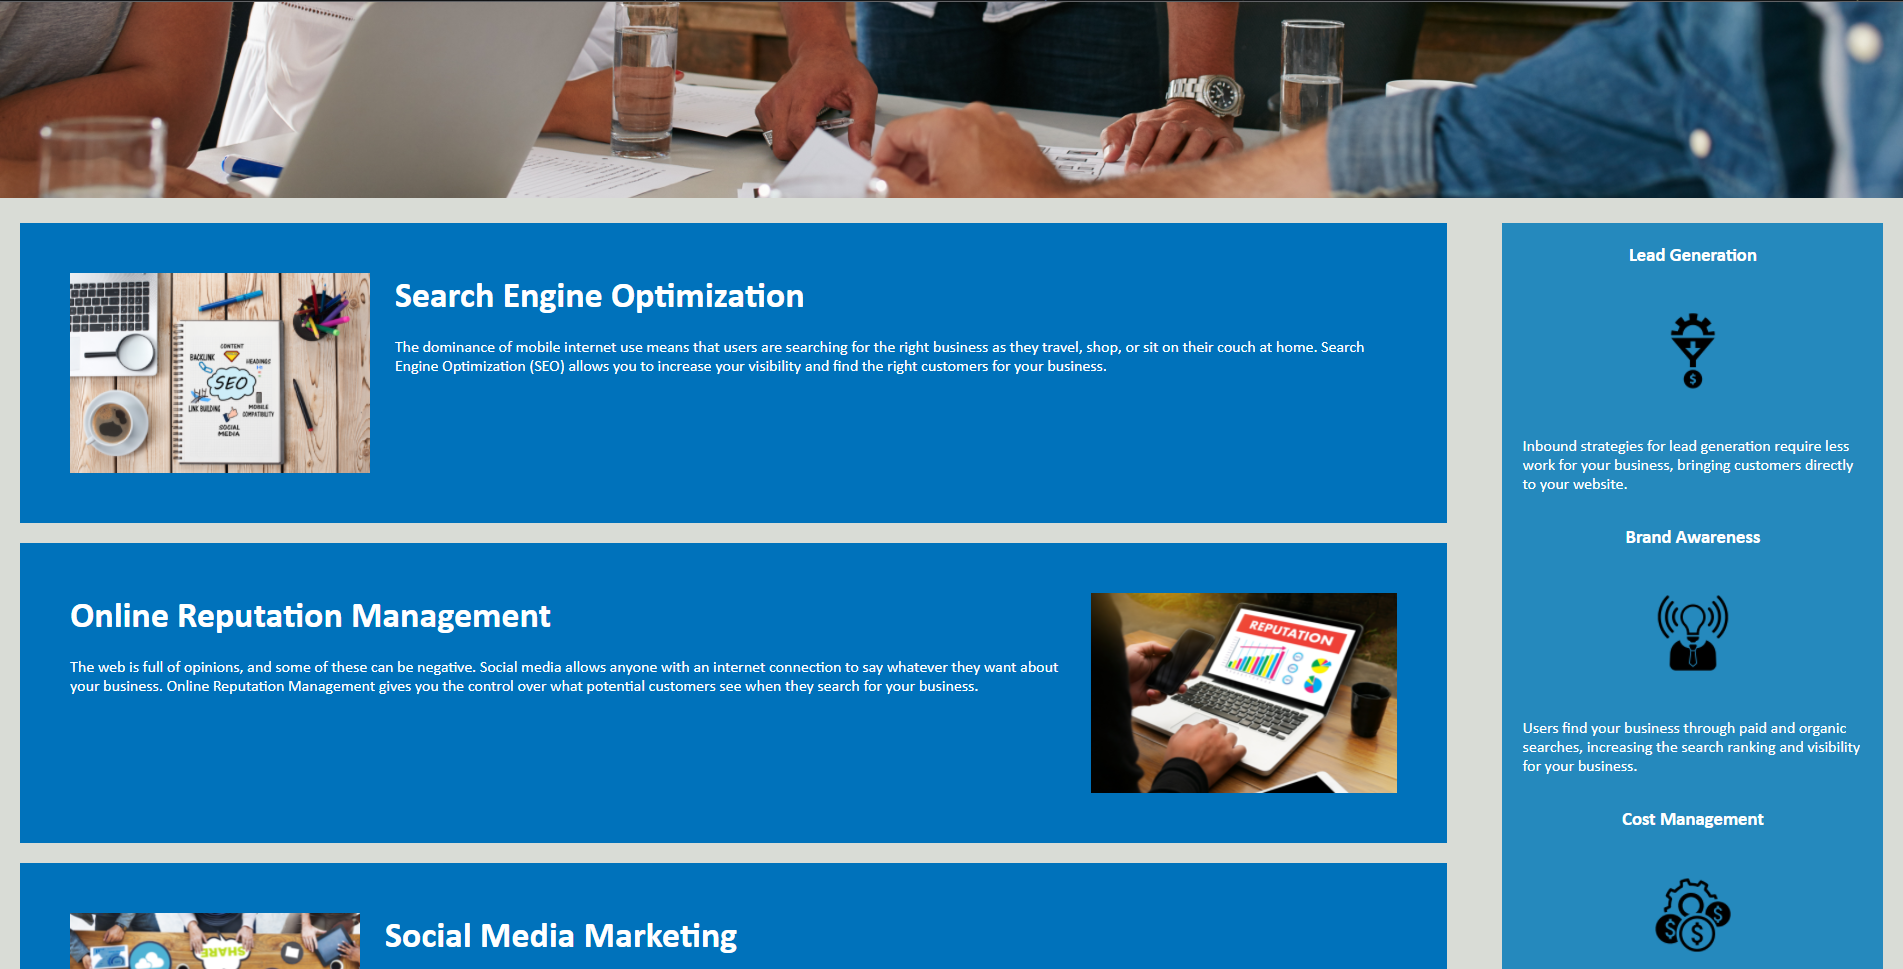 Search Engine Optimization
The dominance of mobile internet use means that users are searching for the right business as they travel, shop, or sit on their couch at home. Search
Engine Optimization (SEO) allows you to increase your visibility and find the right customers for your business.
CONTENT
BACKLINK
HEADINGS
SEO
LINK BUILDING
MOBILE
COMPATIBILITY
SOCIAL
MEDIA
Online Reputation Management
The web is full of opinions, and some of these can be negative. Social media allows anyone with an internet connection to say whatever they want about
your business. Online Reputation Management gives you the control over what potential customers see when they search for your business.
REPUTATION
Social Media Marketing
SHARE
Lead Generation
$
Inbound strategies for lead generation require less
work for your business, bringing customers directly
to your website.
Brand Awareness
Users find your business through paid and organic
searches, increasing the search ranking and visibility
for your business.
Cost Management
$
$
$